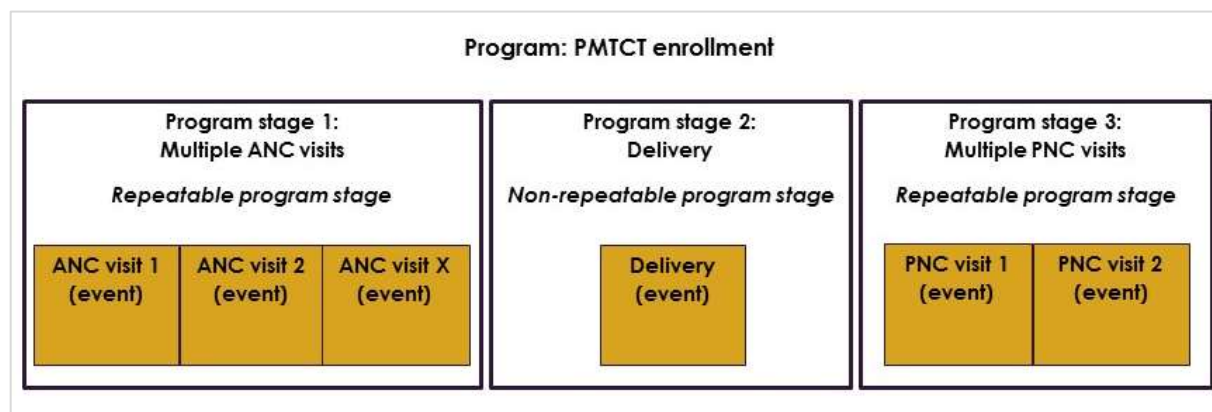 Program: PMTCT enrollment
Program stage 1:
Multiple ANC visits
Repeatable program stage
ANC visit 1
(event)
ANC visit 2
(event)
ANC visit X
(event)
Program stage 2:
Delivery
Non-repeatable program stage
Delivery
(event)
Program stage 3:
Multiple PNC visits
Repeatable program stage
PNC visit 1
(event)
PNC visit 2
(event)